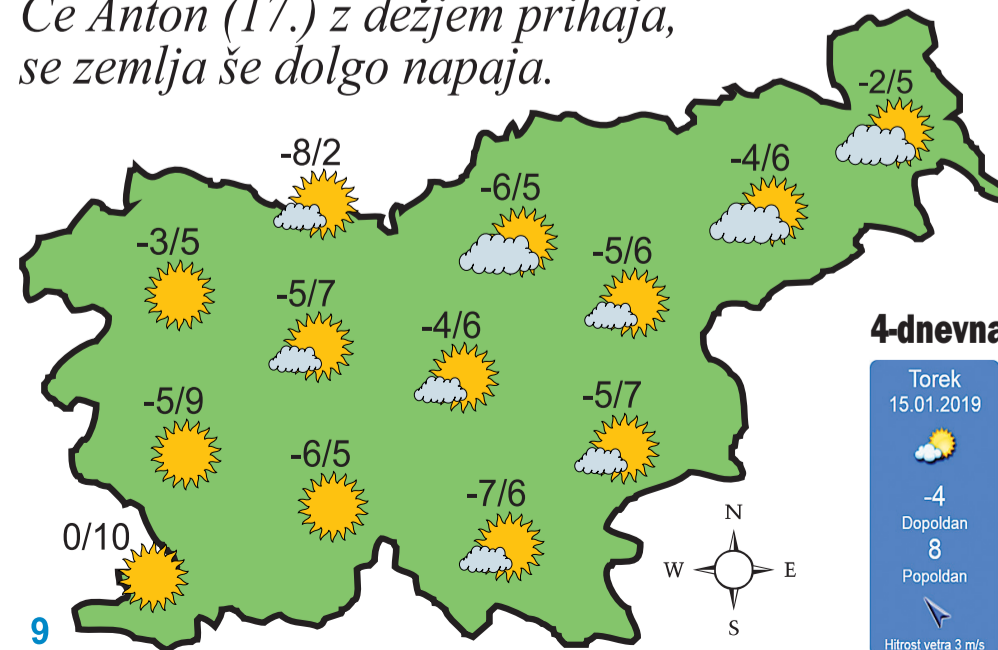 Če Anton (17.) z dežjem prihaja,
se zemlja še dolgo napaja.
-2/5
-8/2
-4/6
-6/5
-3/5
-5/6
-5/7
-4/6
-5/9
-5/7
-6/5
-7/6
0/10
N
W
E
S
9
4-dnevna
Torek
15.01.2019
-4
Dopoldan
8
Popoldan
Hitrost vetra 3 m/s